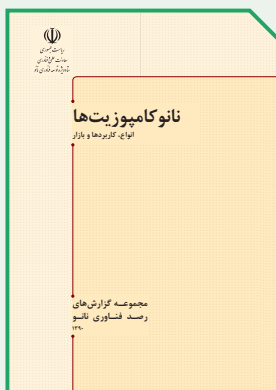 ریاست جمهوری
معاونت علمی و فناوری
ستاد ویژه توسعه فناوری نانو
نانوکامپوزیت‌ها
انواع، کاربردها و بازار
مجموعه گزارش‌های
رصد فناوری نانو
۱۳۹۰